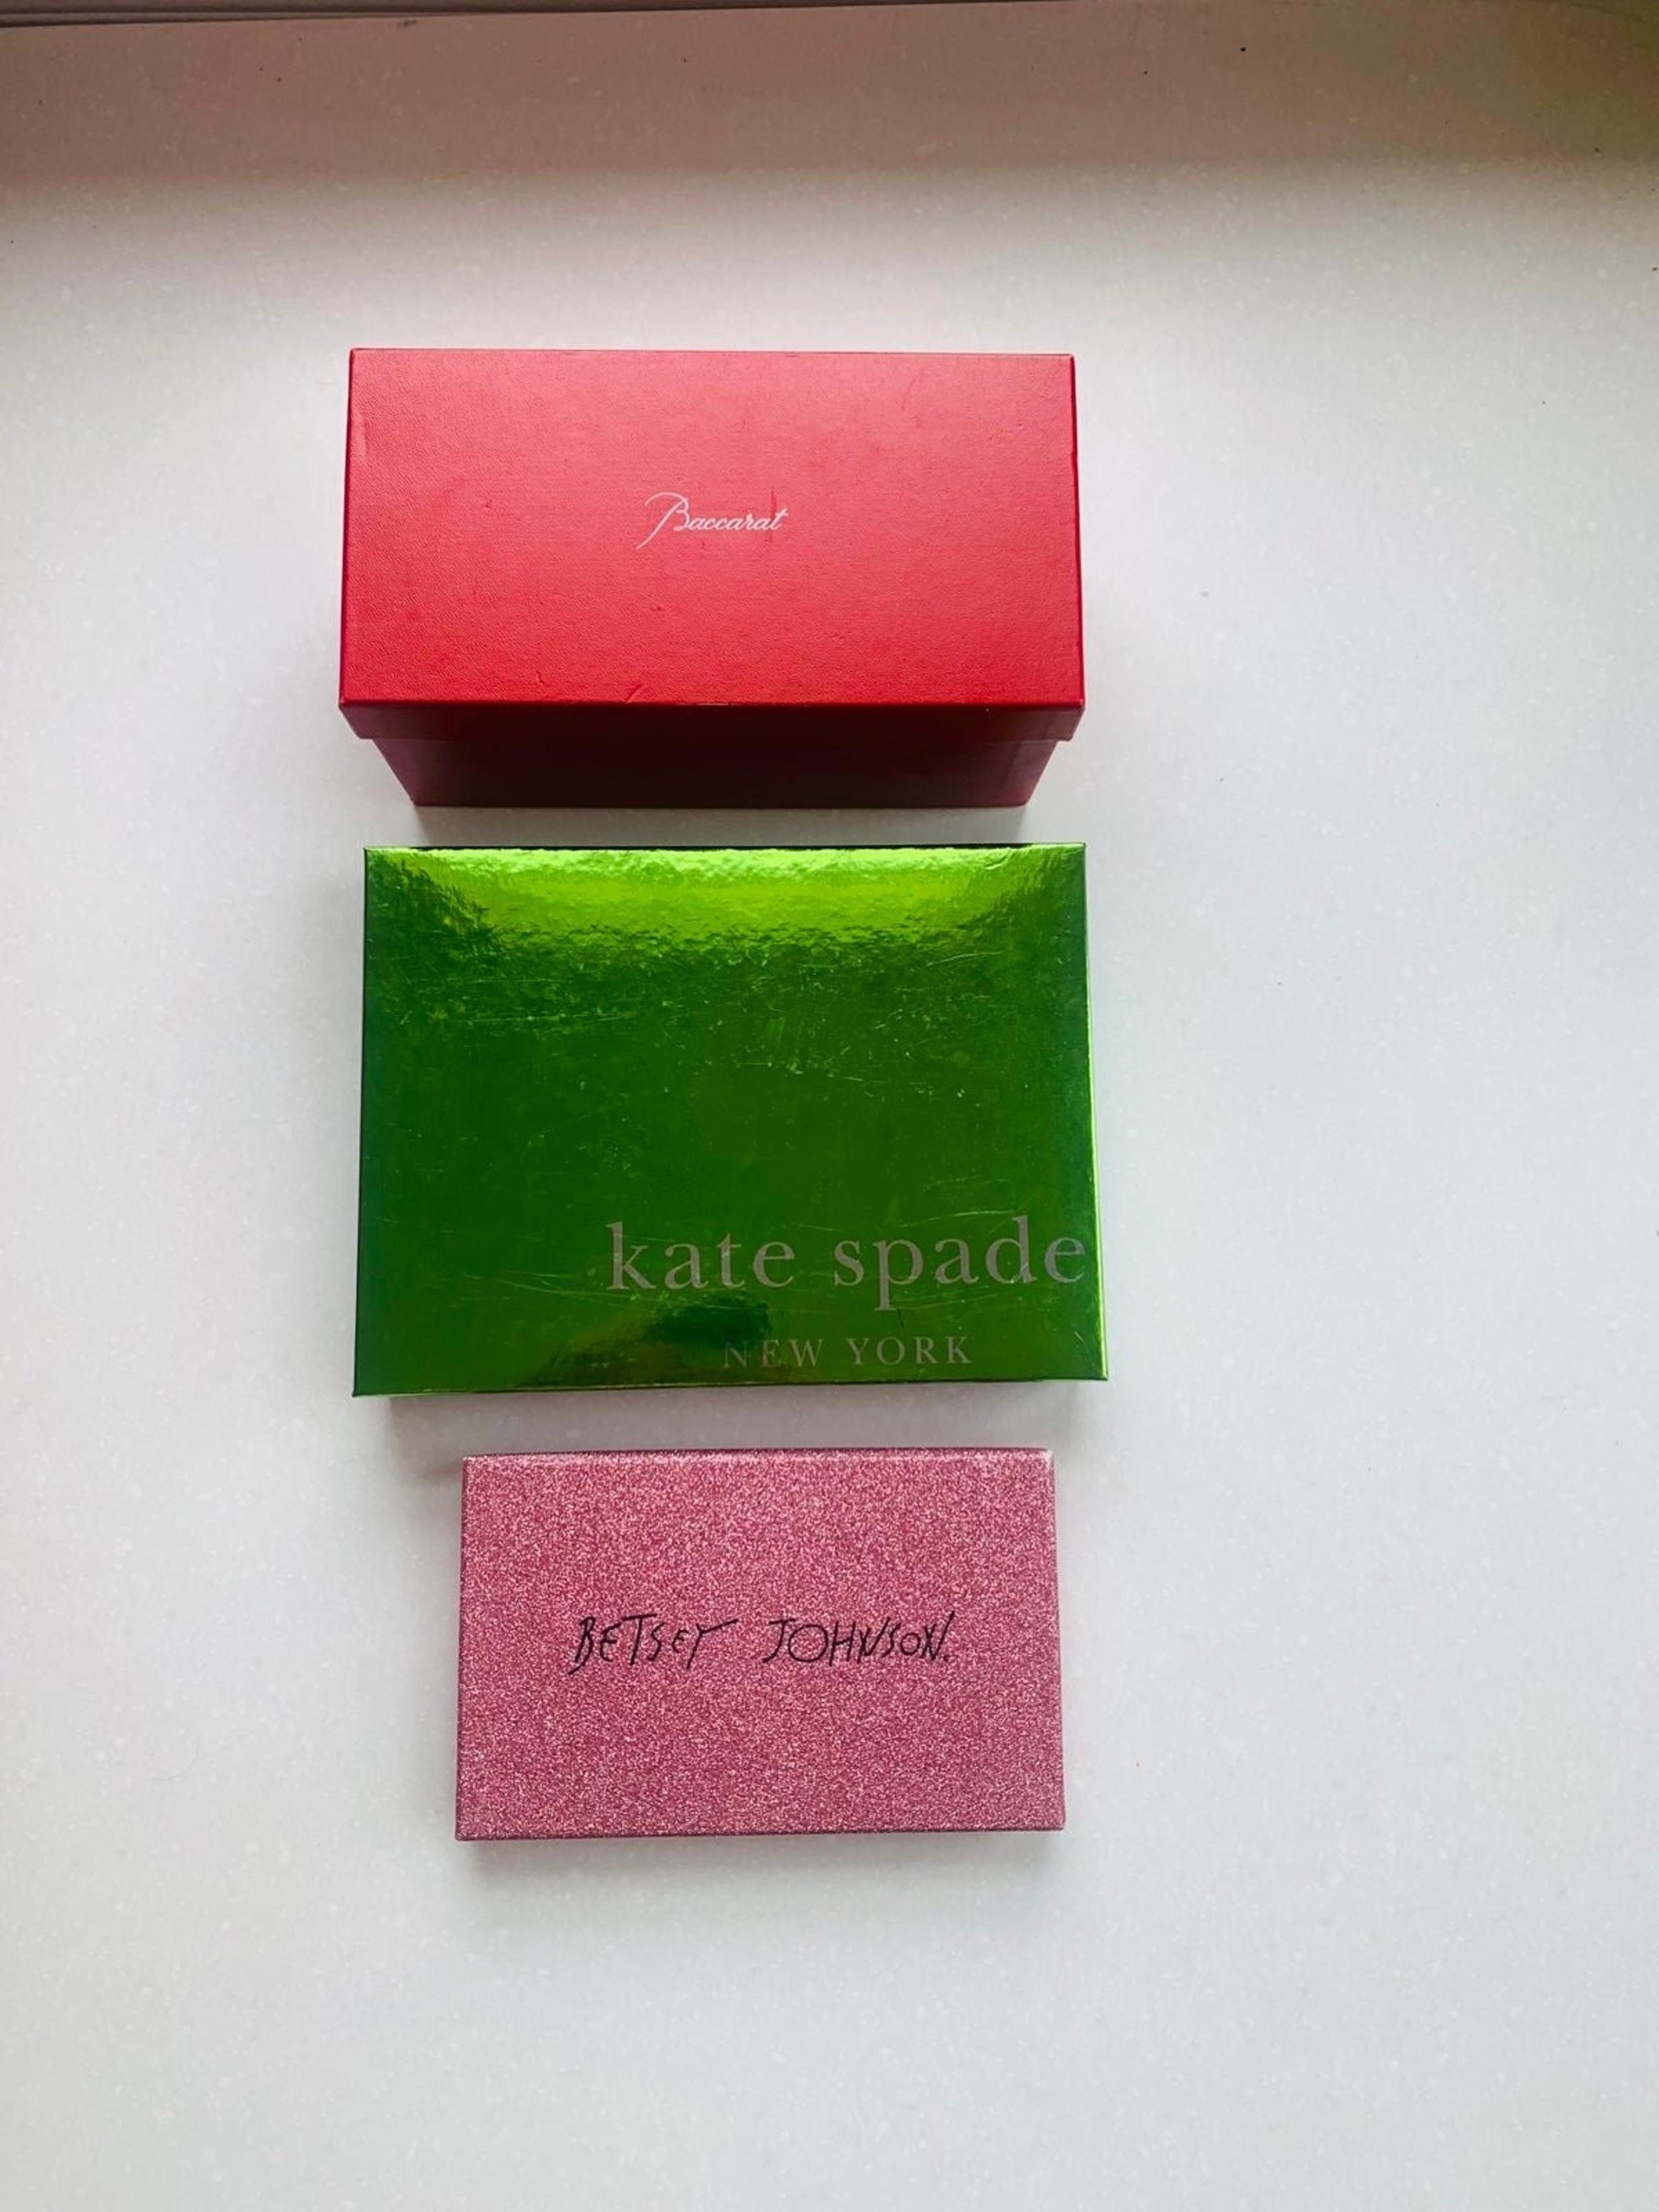 Baccarat
kate spade
NEW YORK
BETSEY JOHNSON.